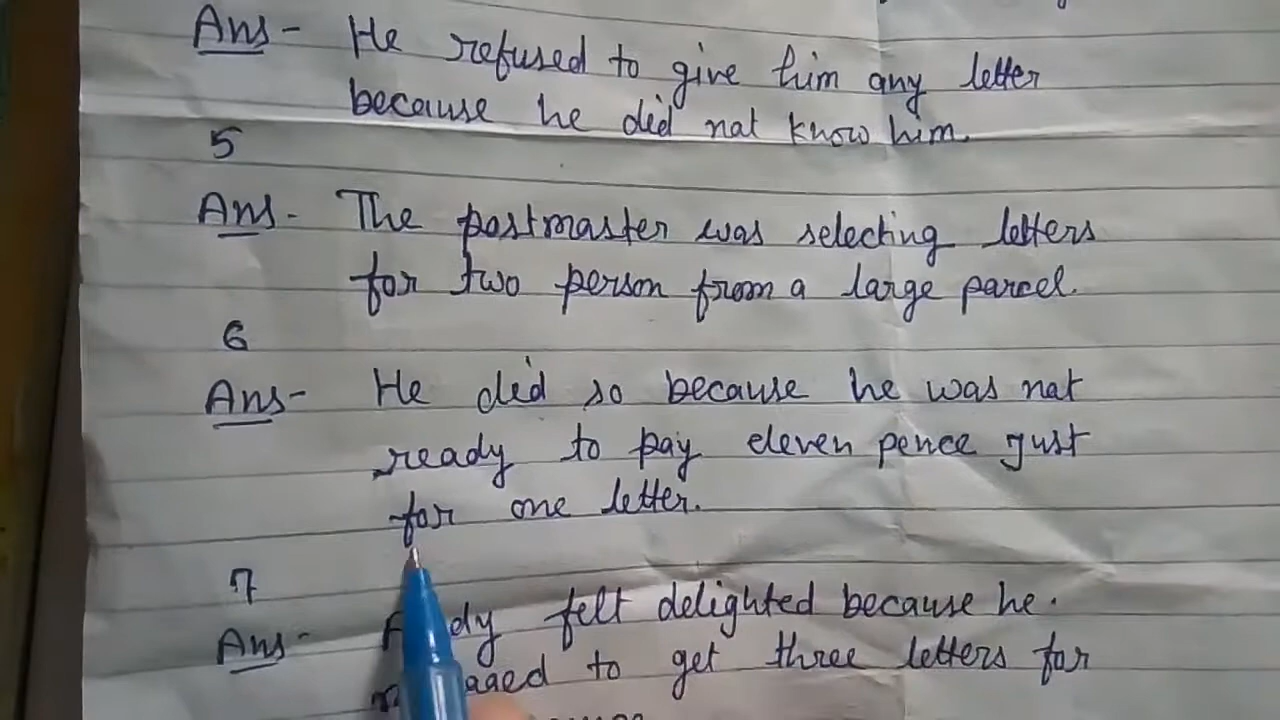 Ans - He refused to give him any letter
because he did not know him.
5
Ans - The postmaster was selecting letters
for two person from a large parcel.
6
Ans - He did so because he was not
ready to pay eleven pence just
for one letter.
7
Ans - felt delighted because he.
to get three letters for